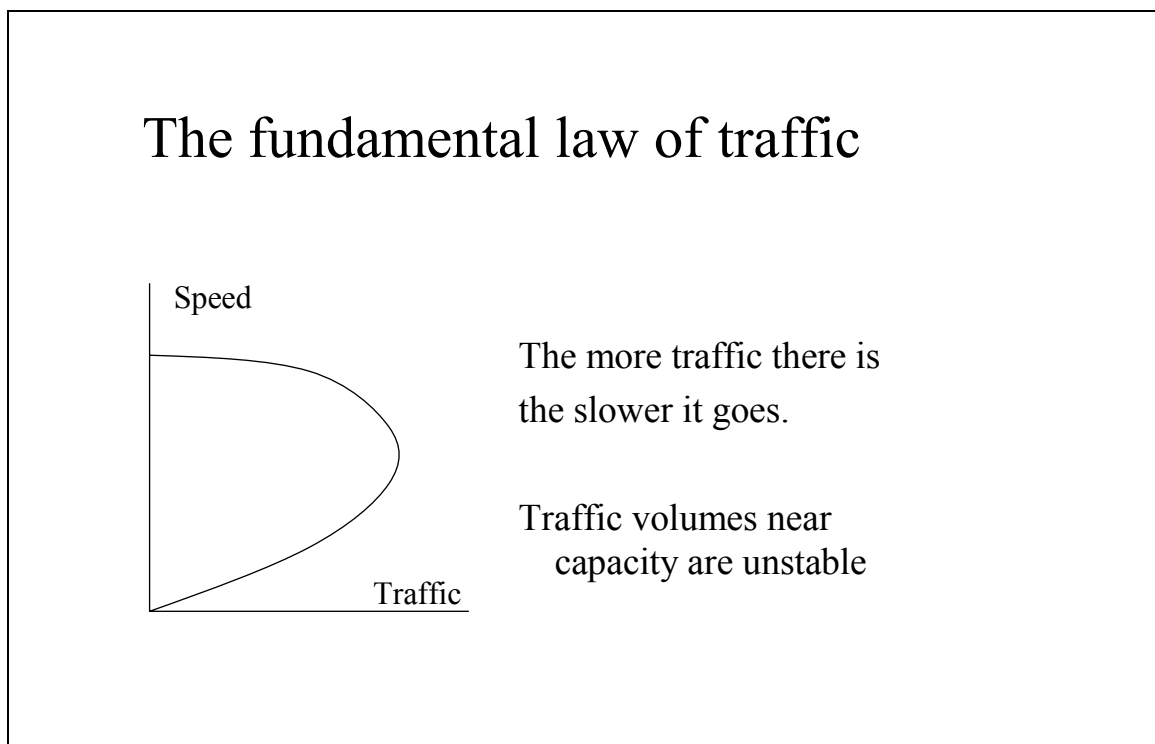 The fundamental law of traffic
Speed
Traffic
The more traffic there is
the slower it goes.
Traffic volumes near
capacity are unstable